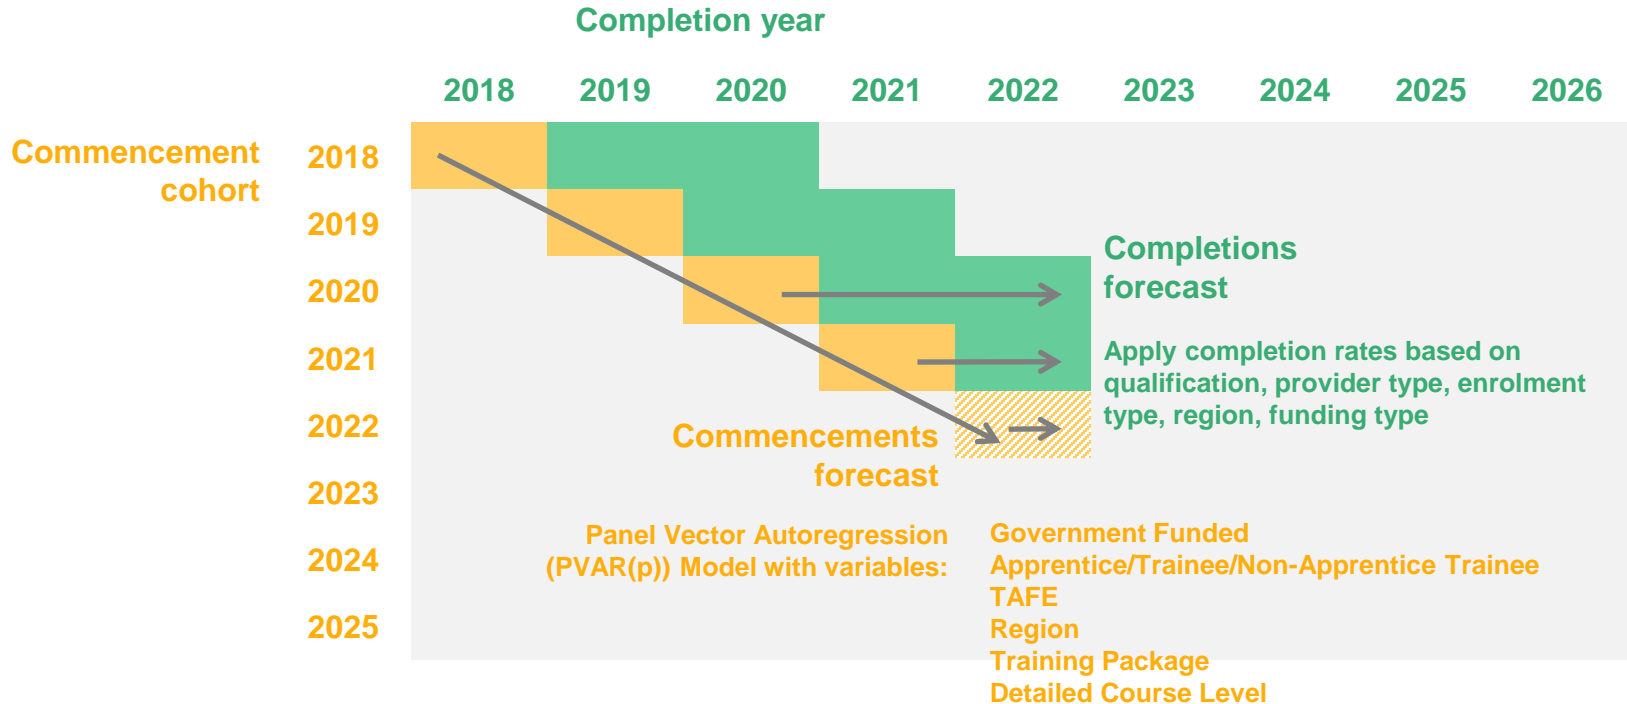 Completion year
2018 2019 2020 2021 2022 2023 2024 2025 2026
Commencement
cohort
2018
2019
2020
2021
2022
2023
2024
2025
Completions
forecast
Apply completion rates based on
qualification, provider type, enrolment
type, region, funding type
Commencements
forecast
Panel Vector Autoregression
(PVAR(p)) Model with variables:
Government Funded
Apprentice/Trainee/Non-Apprentice Trainee
TAFE
Region
Training Package
Detailed Course Level